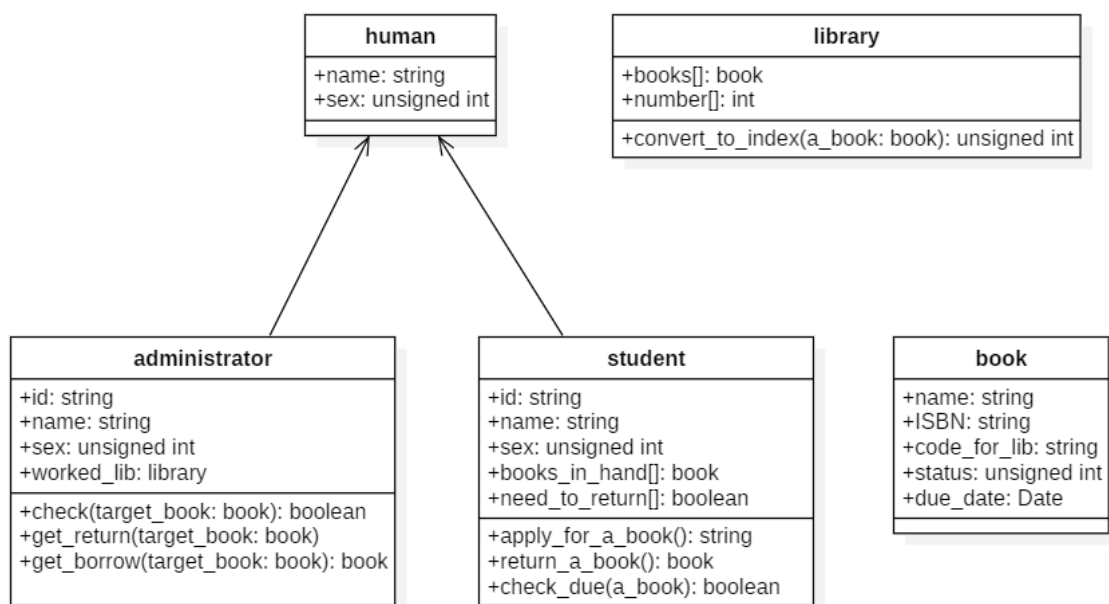 human
+name: string
+sex: unsigned int
library
+books[]: book
+number[]: int
+convert_to_index(a_book: book): unsigned int
administrator
+id: string
+name: string
+sex: unsigned int
+worked_lib: library
+check(target_book: book): boolean
+get_return(target_book: book)
+get_borrow(target_book: book): book
student
+id: string
+name: string
+sex: unsigned int
+books_in_hand[]: book
+need_to_return[]: boolean
+apply_for_a_book(): string
+return_a_book(): book
+check_due(a_book): boolean
book
+name: string
+ISBN: string
+code_for_lib: string
+status: unsigned int
+due_date: Date